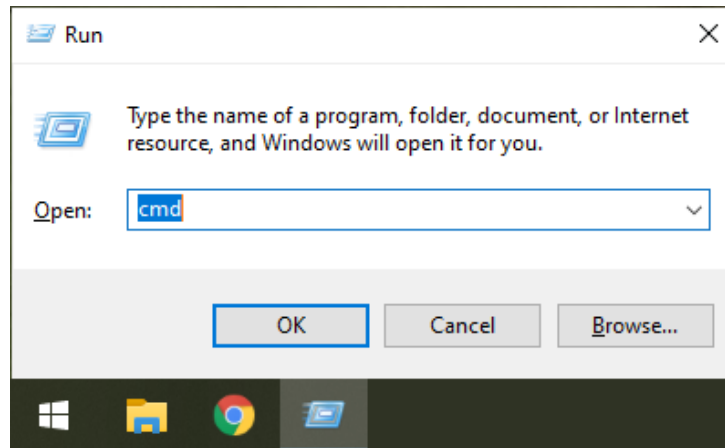 Run
Type the name of a program, folder, document, or Internet
resource, and Windows will open it for you.
Open: cmd
OK Cancel Browse...